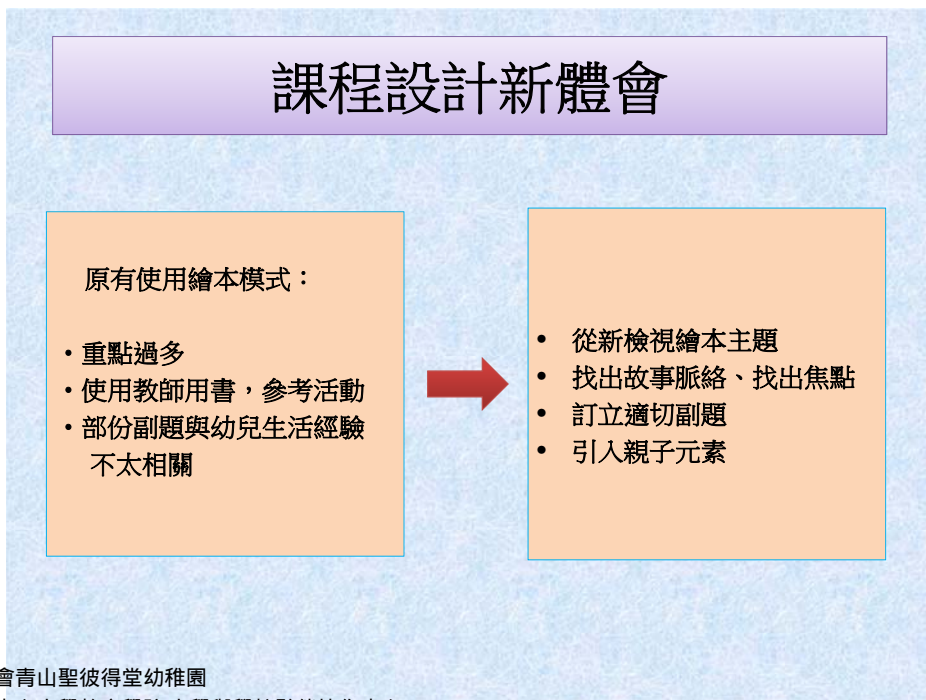 課程設計新體會
原有使用繪本模式：
•重點過多
•使用教師用書，參考活動
•部份副題與幼兒生活經驗
不太相關
• 從新檢視繪本主題
• 找出故事脈絡、找出焦點
• 訂立適切副題
• 引入親子元素
會青山聖彼得堂幼稚園